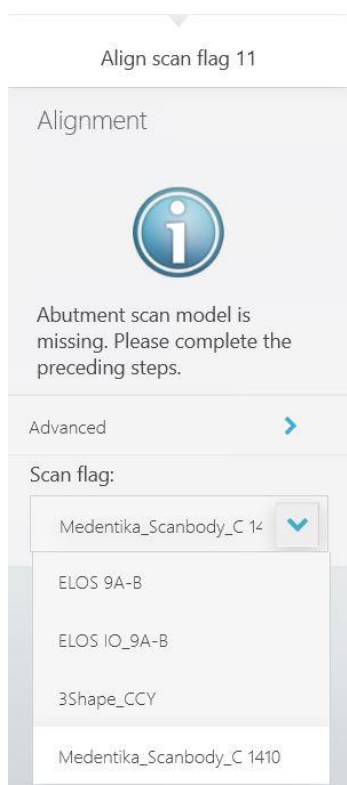 Align scan flag 11
Alignment
Abutment scan model is
missing. Please complete the
preceding steps.
Advanced
Scan flag:
Medentika_Scanbody_C 14
ELOS 9A-B
ELOS IO_9A-B
3Shape_CCY
Medentika_Scanbody_C 1410